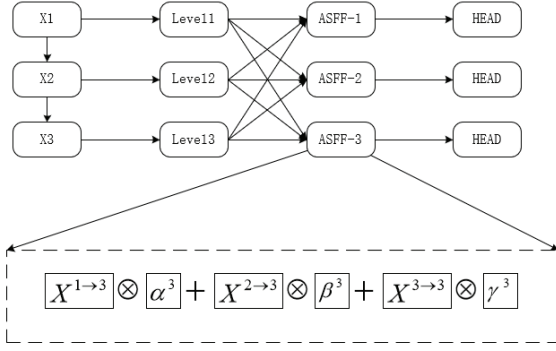 X1 Level1 ASFF-1 HEAD
X2 Level2 ASFF-2 HEAD
X3 Level3 ASFF-3 HEAD
X^{1→3} ⊗ α^3 + X^{2→3} ⊗ β^3 + X^{3→3} ⊗ γ^3